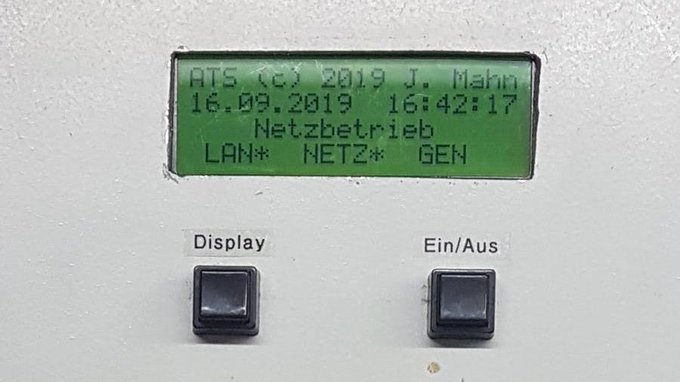 ATS (c) 2019 J. Mahn
16.09.2019 16:42:17
Netzbetrieb
LAN* NETZ* GEN
Display
Ein/Aus